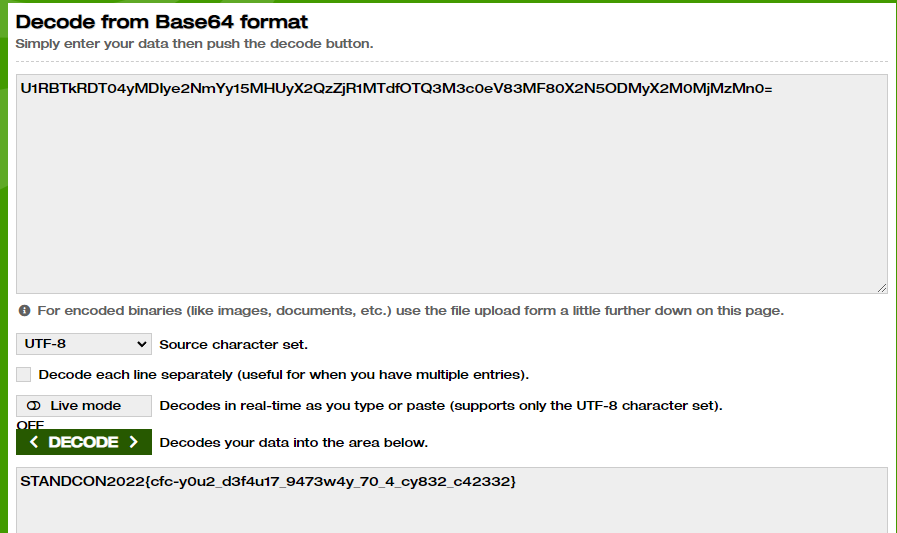 Decode from Base64 format
Simply enter your data then push the decode button.
U1RBTkRDT04yMDIye2NmYy15MHUyX2QzZjR1MTdfOTQ3M3c0eV83MF80X2N5ODMyX2M0MjMzMn0=
For encoded binaries (like images, documents, etc.) use the file upload form a little further down on this page.
UTF-8 Source character set.
Decode each line separately (useful for when you have multiple entries).
Live mode OFF Decodes in real-time as you type or paste (supports only the UTF-8 character set).
< DECODE > Decodes your data into the area below.
STANDCON2022{cfc-y0u2_d3f4u17_9473w4y_70_4_cy832_c42332}